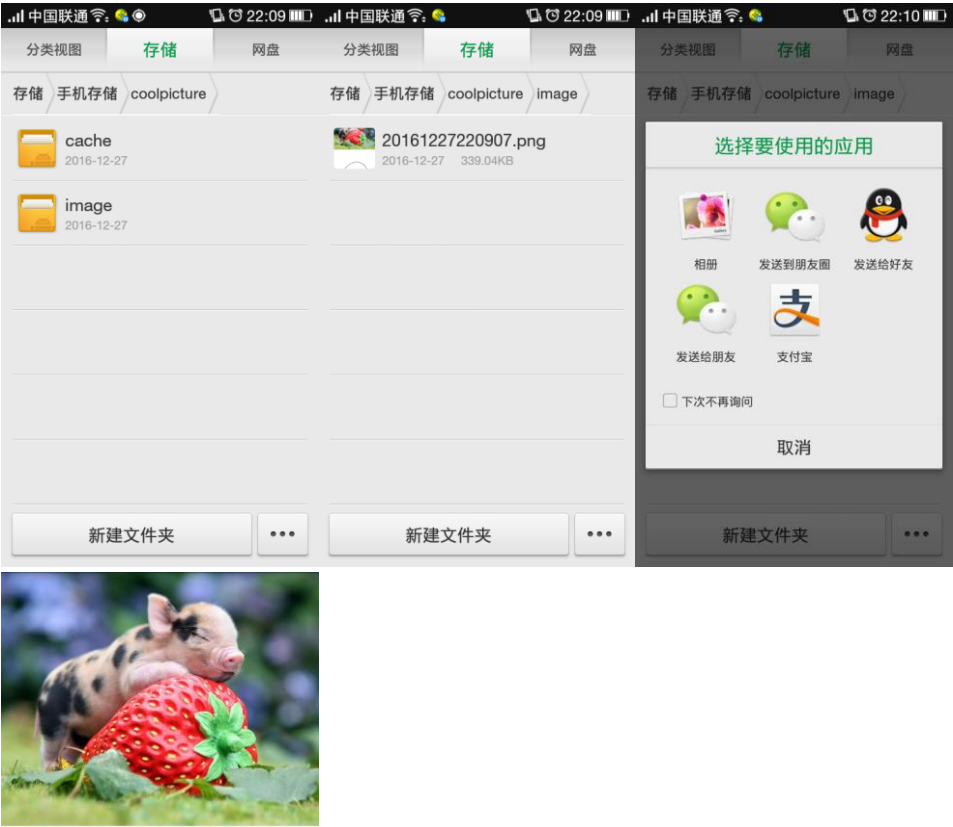 中国联通 22:09
分类视图 存储 网盘
存储 手机存储 coolpicture
cache
2016-12-27
image
2016-12-27
新建文件夹
中国联通 22:09
分类视图 存储 网盘
存储 手机存储 coolpicture image
20161227220907.png
2016-12-27 339.04KB
新建文件夹
中国联通 22:10
分类视图 存储 网盘
存储 手机存储 coolpicture image
选择要使用的应用
相册 发送到朋友圈 发送给好友
发送给朋友 支付宝
下次不再询问
取消
新建文件夹